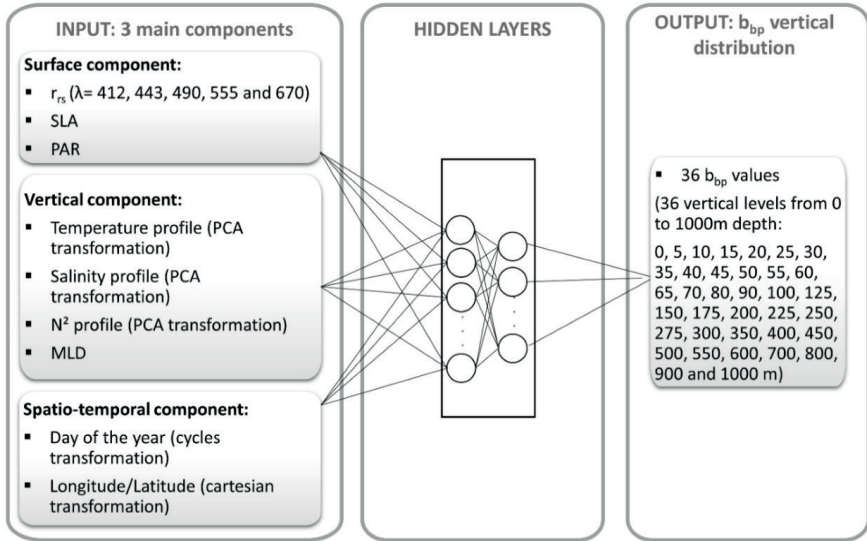 INPUT: 3 main components
Surface component:
▪ rrs (λ= 412, 443, 490, 555 and 670)
▪ SLA
▪ PAR
Vertical component:
▪ Temperature profile (PCA
transformation)
▪ Salinity profile (PCA
transformation)
▪ N² profile (PCA transformation)
▪ MLD
Spatio-temporal component:
▪ Day of the year (cycles
transformation)
▪ Longitude/Latitude (cartesian
transformation)
HIDDEN LAYERS
OUTPUT: bbp vertical
distribution
▪ 36 bbp values
(36 vertical levels from 0
to 1000m depth:
0, 5, 10, 15, 20, 25, 30,
35, 40, 45, 50, 55, 60,
65, 70, 80, 90, 100, 125,
150, 175, 200, 225, 250,
275, 300, 350, 400, 450,
500, 550, 600, 700, 800,
900 and 1000 m)